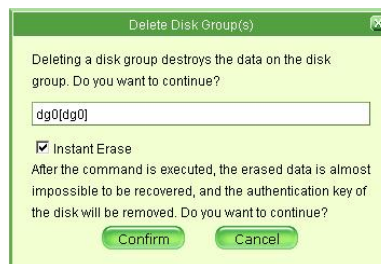 Delete Disk Group(s)
Deleting a disk group destroys the data on the disk
group. Do you want to continue?
dg0[dg0]
Instant Erase
After the command is executed, the erased data is almost
impossible to be recovered, and the authentication key of
the disk will be removed. Do you want to continue?
Confirm Cancel